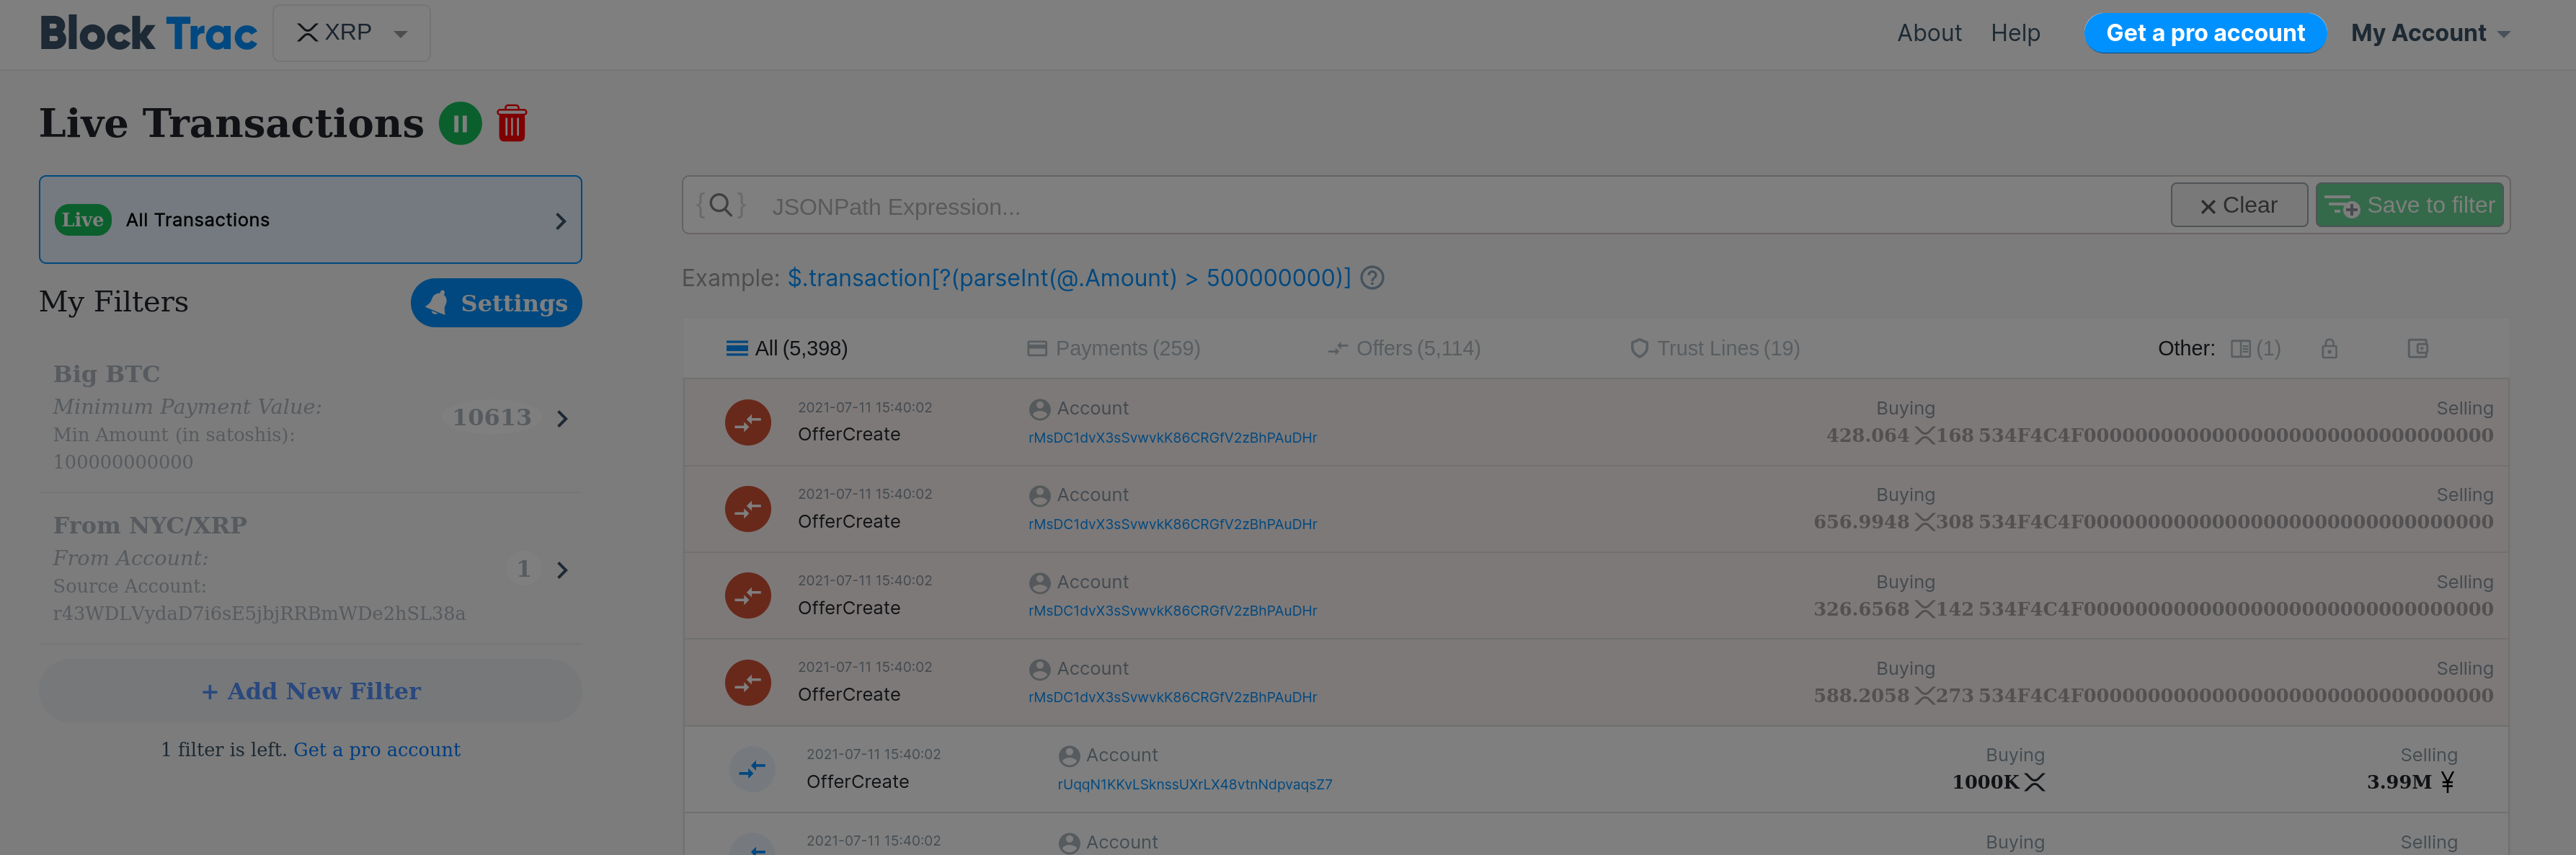 Block Trac XRP About Help Get a pro account My Account
Live Transactions
Live All Transactions
My Filters Settings
Big BTC
Minimum Payment Value:
Min Amount (in satoshis):
100000000000
10613
From NYC/XRP
From Account:
Source Account:
r43WDLVydaD7i6sE5jbjRRBmWDe2hSL38a
1
+ Add New Filter
1 filter is left. Get a pro account
{ } JSONPath Expression... Clear Save to filter
Example: $.transaction[?(parseInt(@.Amount) > 500000000)] ?
All (5,398) Payments (259) Offers (5,114) Trust Lines (19) Other: (1)
2021-07-11 15:40:02 Account Buying Selling
OfferCreate rMsDC1dvX3sSvwvkK86CRGfV2zBhPAuDHr 428.064 168 534F4C4F00000000000000000000000000000000
2021-07-11 15:40:02 Account Buying Selling
OfferCreate rMsDC1dvX3sSvwvkK86CRGfV2zBhPAuDHr 656.9948 308 534F4C4F00000000000000000000000000000000
2021-07-11 15:40:02 Account Buying Selling
OfferCreate rMsDC1dvX3sSvwvkK86CRGfV2zBhPAuDHr 326.6568 142 534F4C4F00000000000000000000000000000000
2021-07-11 15:40:02 Account Buying Selling
OfferCreate rMsDC1dvX3sSvwvkK86CRGfV2zBhPAuDHr 588.2058 273 534F4C4F00000000000000000000000000000000
2021-07-11 15:40:02 Account Buying Selling
OfferCreate rUqqN1KKvLSknssUXrLX48vtnNdpvaqsZ7 1000K 3.99M ¥
2021-07-11 15:40:02 Account Buying Selling